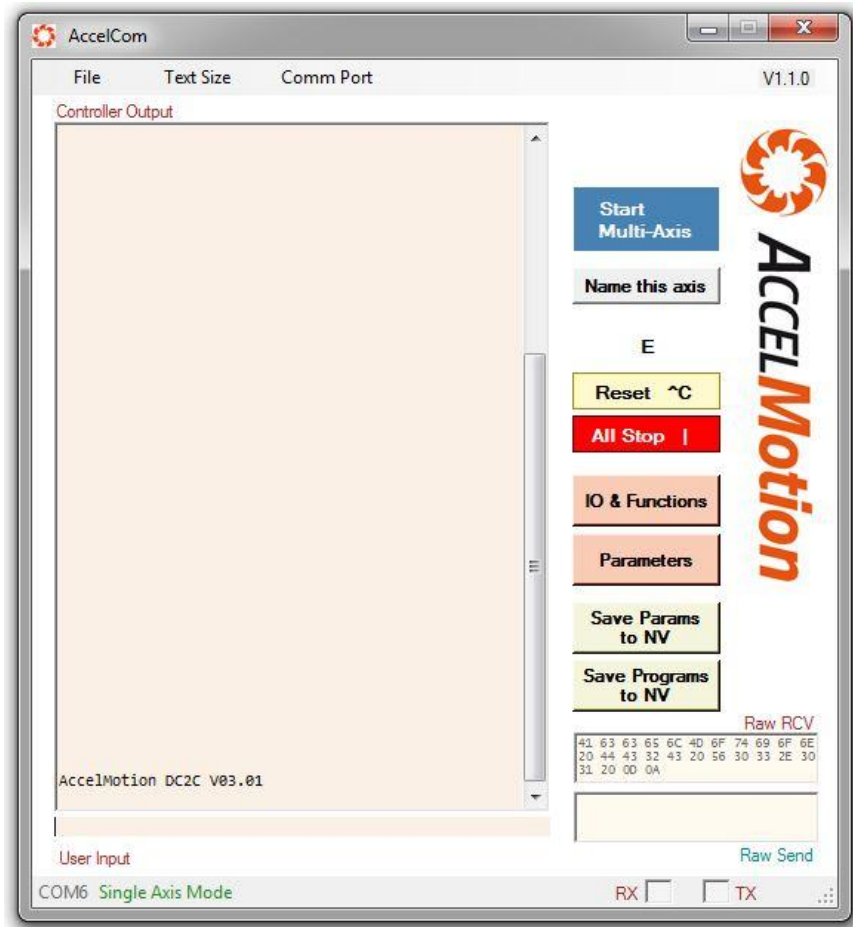 AccelCom
File Text Size Comm Port V1.1.0
Controller Output
Start
Multi-Axis
Name this axis
E
Reset ^C
All Stop |
IO & Functions
Parameters
Save Params
to NV
Save Programs
to NV
ACCELMotion
Raw RCV
41 63 63 65 6C 4D 6F 74 69 6F 6E
20 44 43 32 43 20 56 30 33 2E 30
31 20 0D 0A
AccelMotion DC2C V03.01
User Input
Raw Send
COM6 Single Axis Mode RX TX